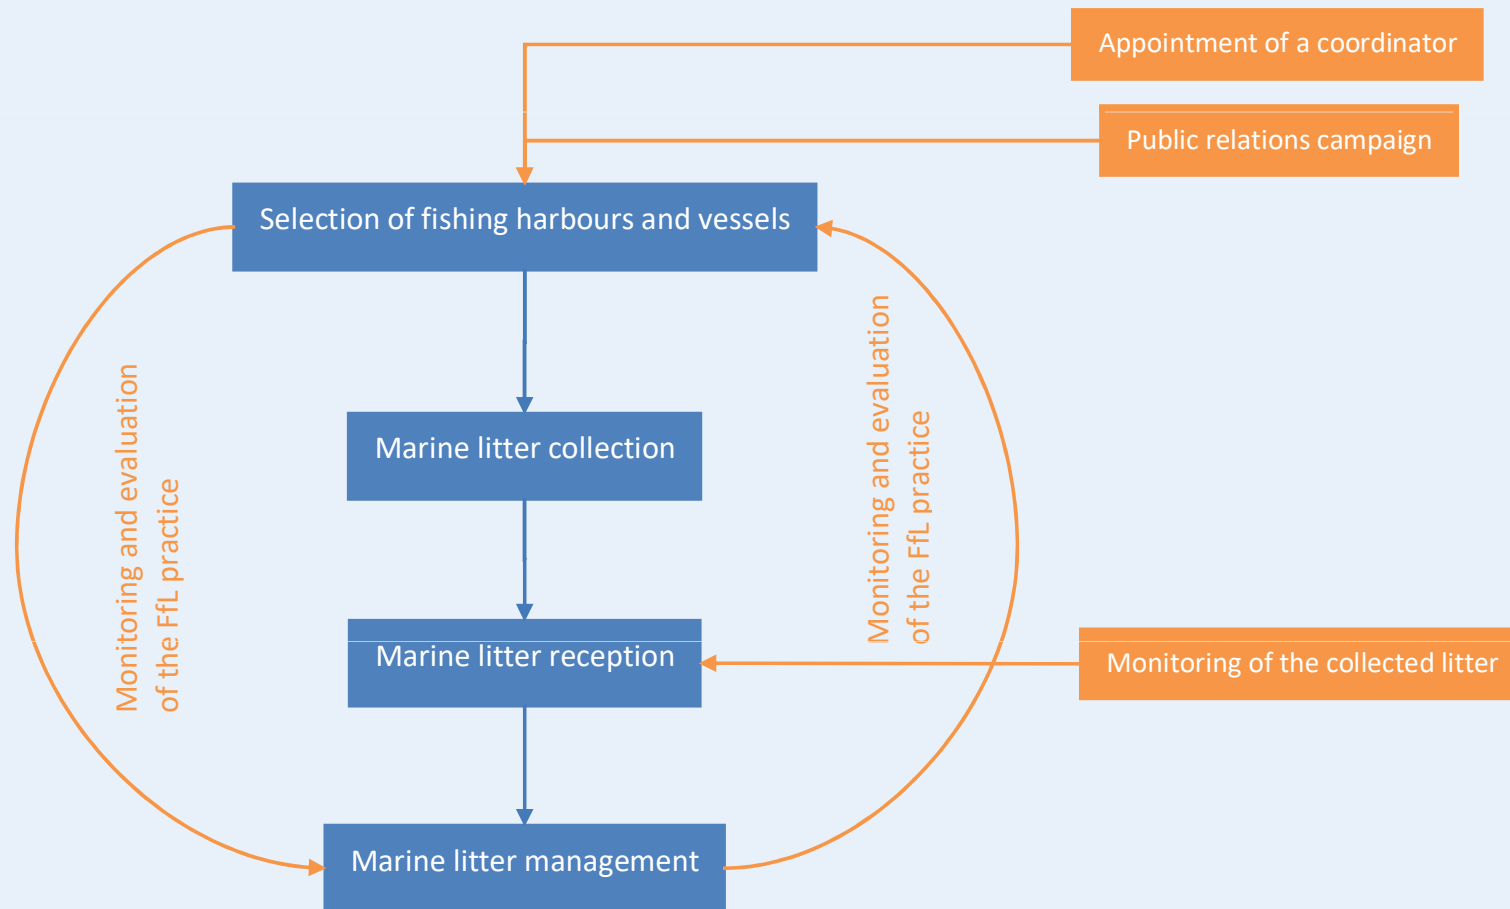 Appointment of a coordinator
Public relations campaign
Selection of fishing harbours and vessels
Monitoring and evaluation
of the FfL practice
Monitoring and evaluation
of the FfL practice
Marine litter collection
Marine litter reception
Monitoring of the collected litter
Marine litter management